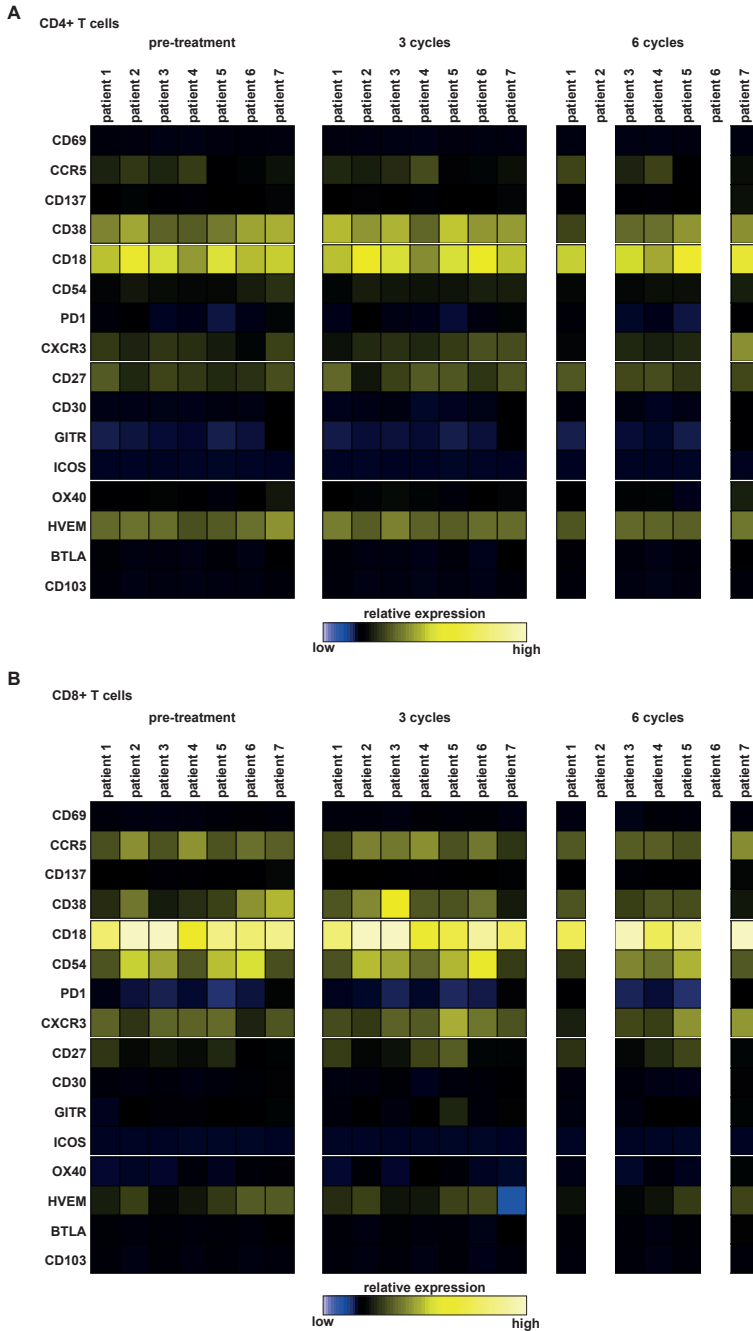 A
CD4+ T cells
pre-treatment 3 cycles 6 cycles
patient 1 patient 2 patient 3 patient 4 patient 5 patient 6 patient 7 patient 1 patient 2 patient 3 patient 4 patient 5 patient 6 patient 7 patient 1 patient 2 patient 3 patient 4 patient 5 patient 6 patient 7
CD69
CCR5
CD137
CD38
CD18
CD54
PD1
CXCR3
CD27
CD30
GITR
ICOS
OX40
HVEM
BTLA
CD103
relative expression
low high
B
CD8+ T cells
pre-treatment 3 cycles 6 cycles
patient 1 patient 2 patient 3 patient 4 patient 5 patient 6 patient 7 patient 1 patient 2 patient 3 patient 4 patient 5 patient 6 patient 7 patient 1 patient 2 patient 3 patient 4 patient 5 patient 6 patient 7
CD69
CCR5
CD137
CD38
CD18
CD54
PD1
CXCR3
CD27
CD30
GITR
ICOS
OX40
HVEM
BTLA
CD103
relative expression
low high